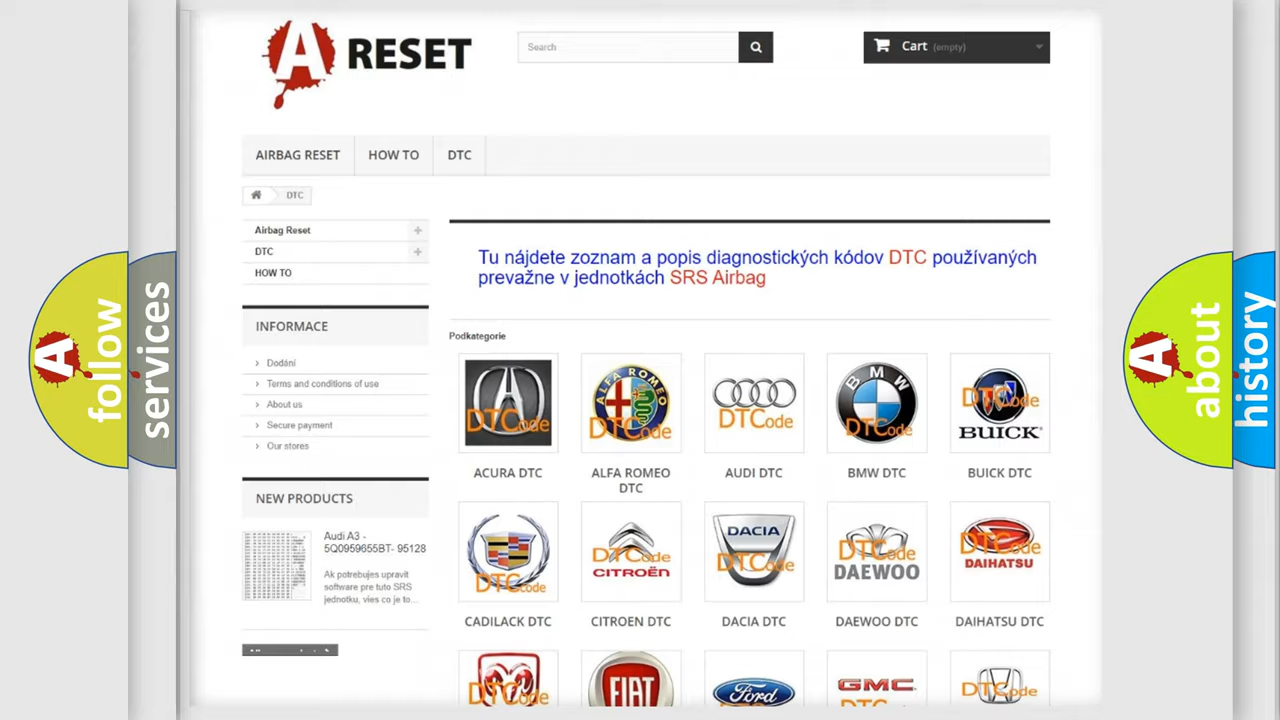 A RESET
Search
Cart (empty)
AIRBAG RESET
HOW TO
DTC
DTC
Airbag Reset
DTC
HOW TO
Tu nájdete zoznam a popis diagnostických kódov DTC používaných
prevažne v jednotkách SRS Airbag
INFORMACE
Dodání
Terms and conditions of use
About us
Secure payment
Our stores
NEW PRODUCTS
Audi A3 -
5Q0959655BT- 95128
Ak potrebujes upravit
software pre tuto SRS
jednotku, vies co je to...
Podkategorie
DTCode
ALFA ROMEO
DTCode
DTCode
BMW
DTCode
DTCode
BUICK
ACURA DTC
ALFA ROMEO
DTC
AUDI DTC
BMW DTC
BUICK DTC
DTCode
DTCode
CITROËN
DACIA
DTCode
DTCode
DAEWOO
DTCode
DAIHATSU
CADILACK DTC
CITROEN DTC
DACIA DTC
DAEWOO DTC
DAIHATSU DTC
DTCode
FIAT
Ford
GMC
DTCode
A follow
services
A about
history